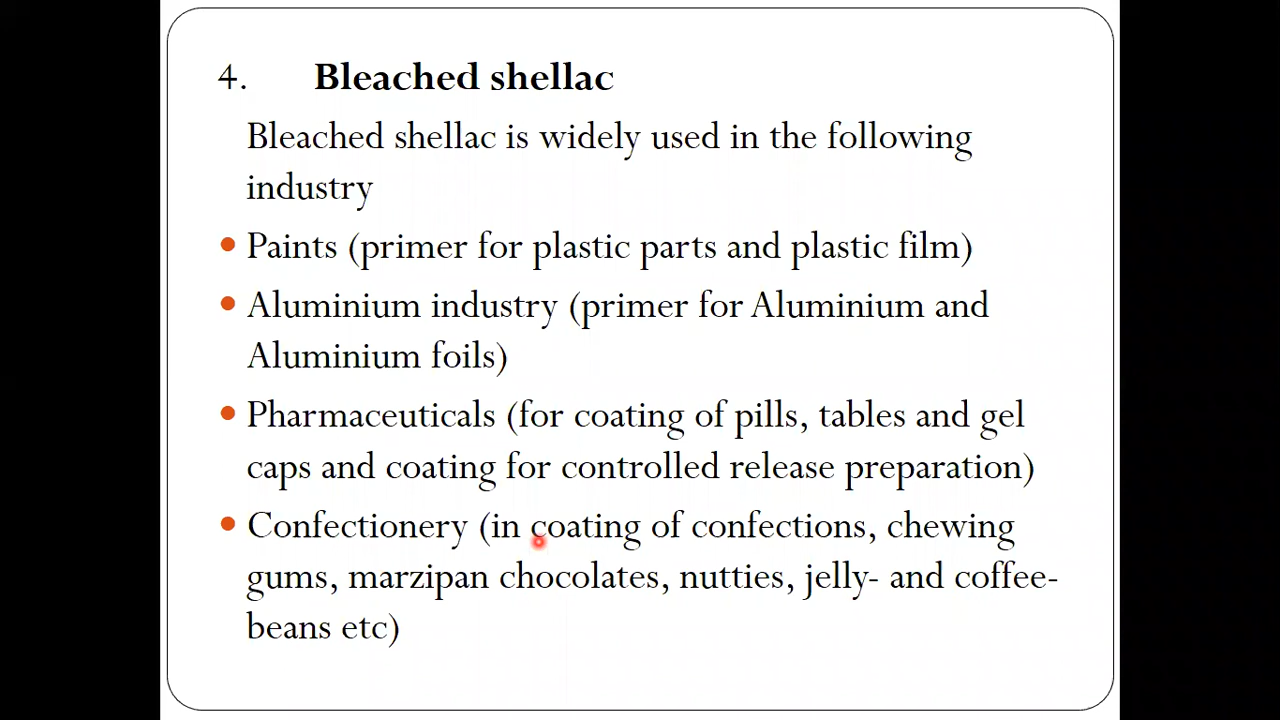 4. Bleached shellac
Bleached shellac is widely used in the following
industry
• Paints (primer for plastic parts and plastic film)
• Aluminium industry (primer for Aluminium and
Aluminium foils)
• Pharmaceuticals (for coating of pills, tables and gel
caps and coating for controlled release preparation)
• Confectionery (in coating of confections, chewing
gums, marzipan chocolates, nutties, jelly- and coffee-
beans etc)